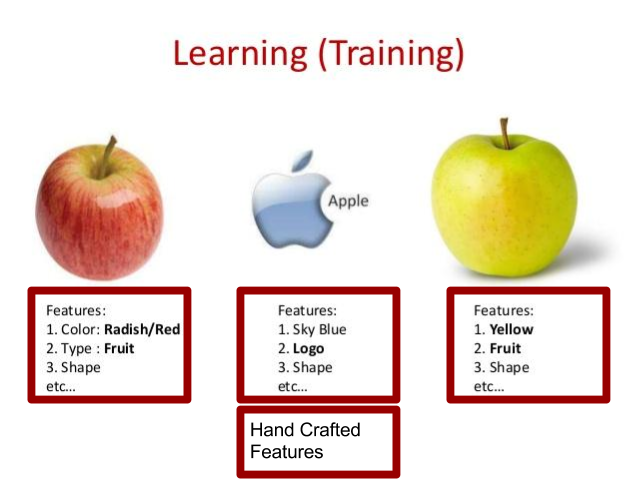 Learning (Training)
Apple
Features:
1. Color: Radish/Red
2. Type : Fruit
3. Shape
etc...
Features:
1. Sky Blue
2. Logo
3. Shape
etc...
Features:
1. Yellow
2. Fruit
3. Shape
etc...
Hand Crafted
Features